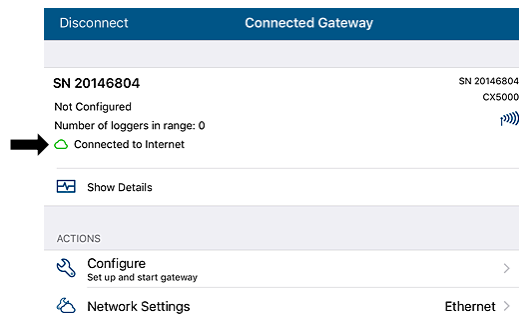 Disconnect Connected Gateway
SN 20146804 SN 20146804
Not Configured CX5000
Number of loggers in range: 0
Connected to Internet
Show Details
ACTIONS
Configure
Set up and start gateway
Network Settings Ethernet